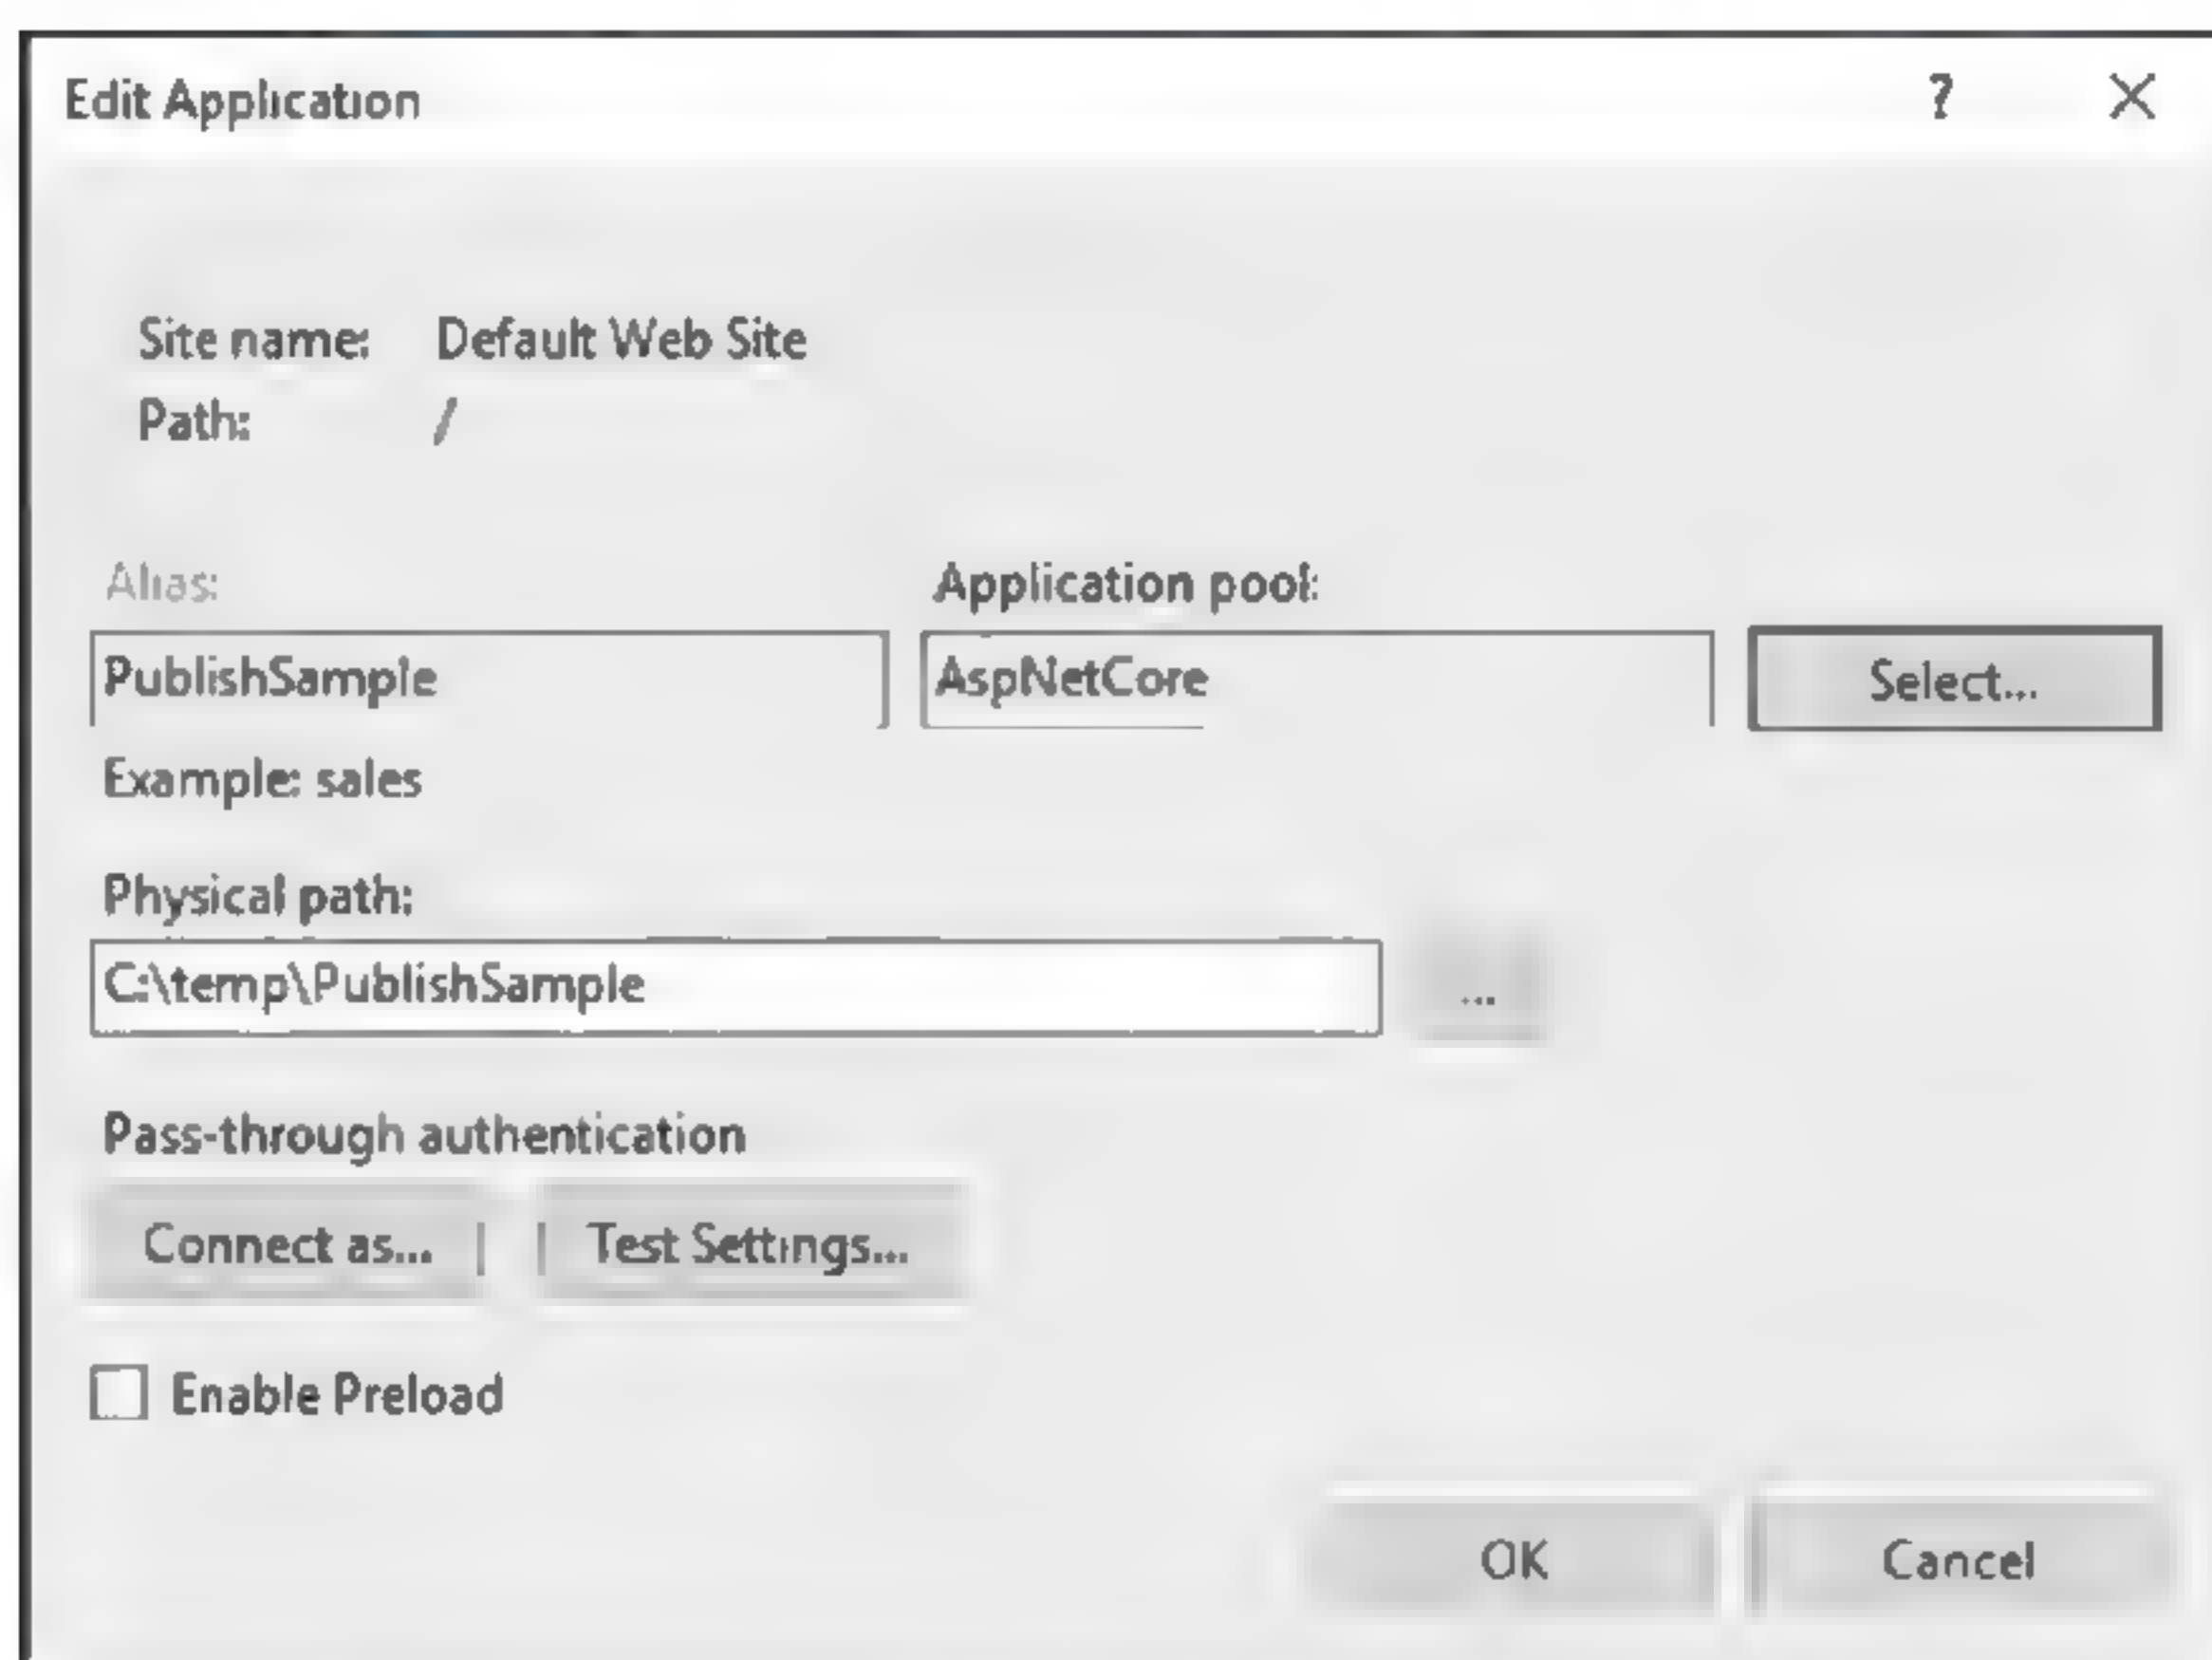 Edit Application ? ×
Site name: Default Web Site
Path: /
Alias: Application pool:
PublishSample AspNetCore Select...
Example: sales
Physical path:
C:\temp\PublishSample ...
Pass-through authentication
Connect as... Test Settings...
Enable Preload
OK Cancel